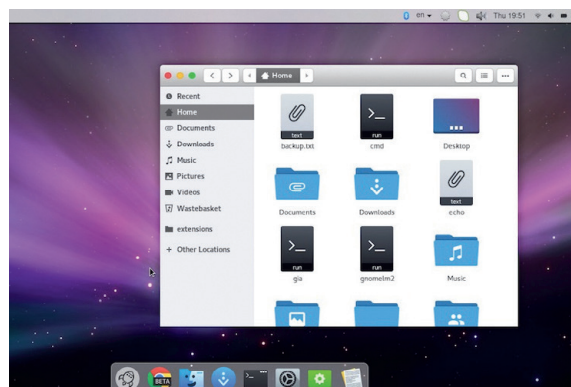 en Thu 19:51
Home
Recent
Home
Documents
Downloads
Music
Pictures
Videos
Wastebasket
extensions
+ Other Locations
text
backup.txt
>_
run
cmd
Desktop
Documents
Downloads
text
echo
>_
run
gia
>_
run
gnomelm2
Music
BETA